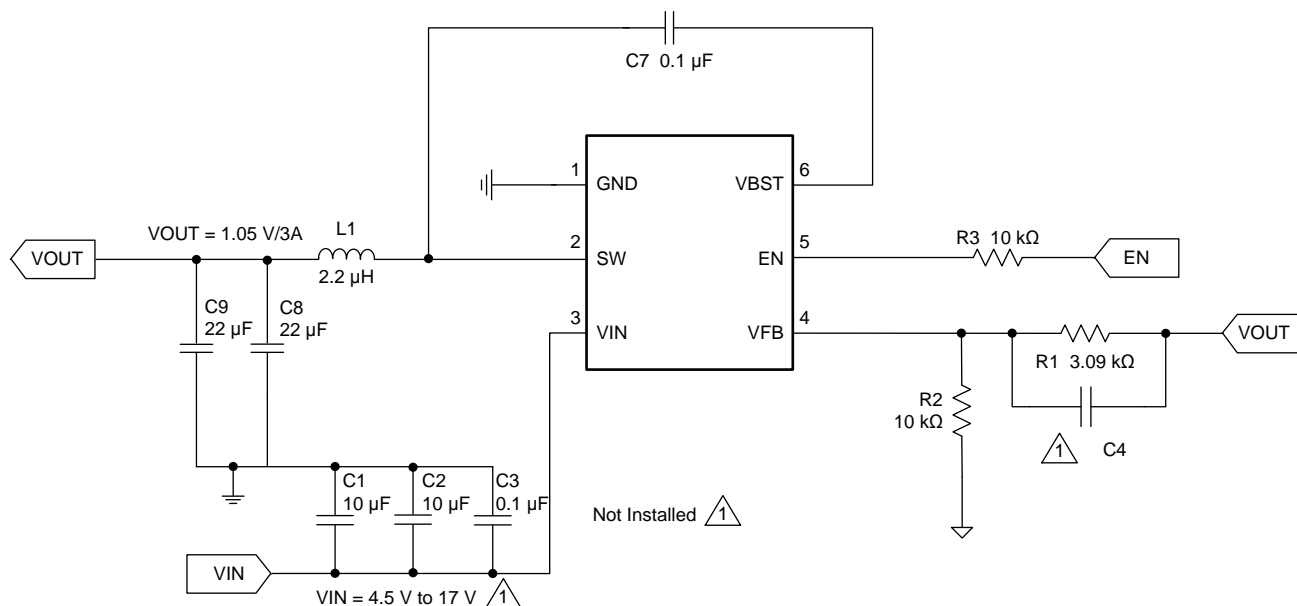 C7 0.1 µF
1
GND
VBST
6
VOUT
VOUT = 1.05 V/3A
L1
2.2 µH
2
SW
EN
5
R3 10 kΩ
EN
C9
22 µF
C8
22 µF
3
VIN
VFB
4
VOUT
R1 3.09 kΩ
R2
10 kΩ
1
C4
C1
10 µF
C2
10 µF
C3
0.1 µF
Not Installed 1
VIN
VIN = 4.5 V to 17 V 1